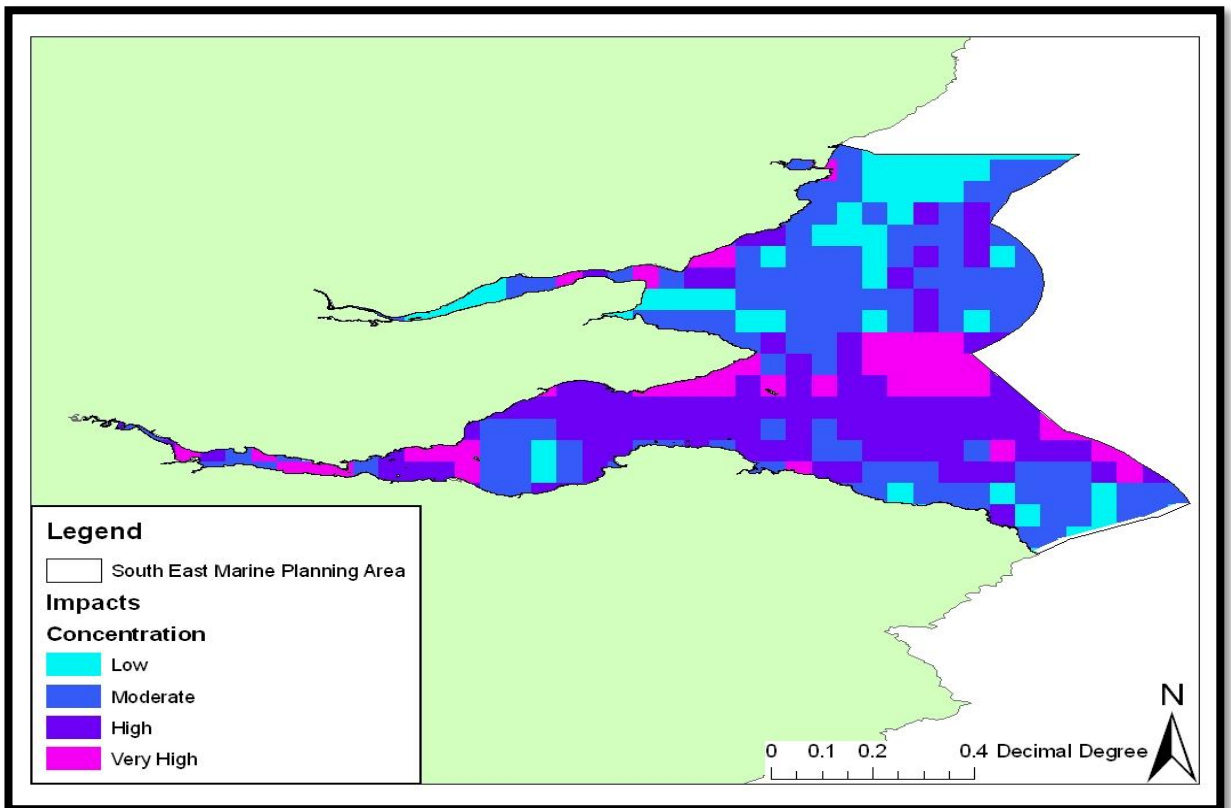 Legend
South East Marine Planning Area
Impacts
Concentration
Low
Moderate
High
Very High
0 0.1 0.2 0.4 Decimal Degree
N